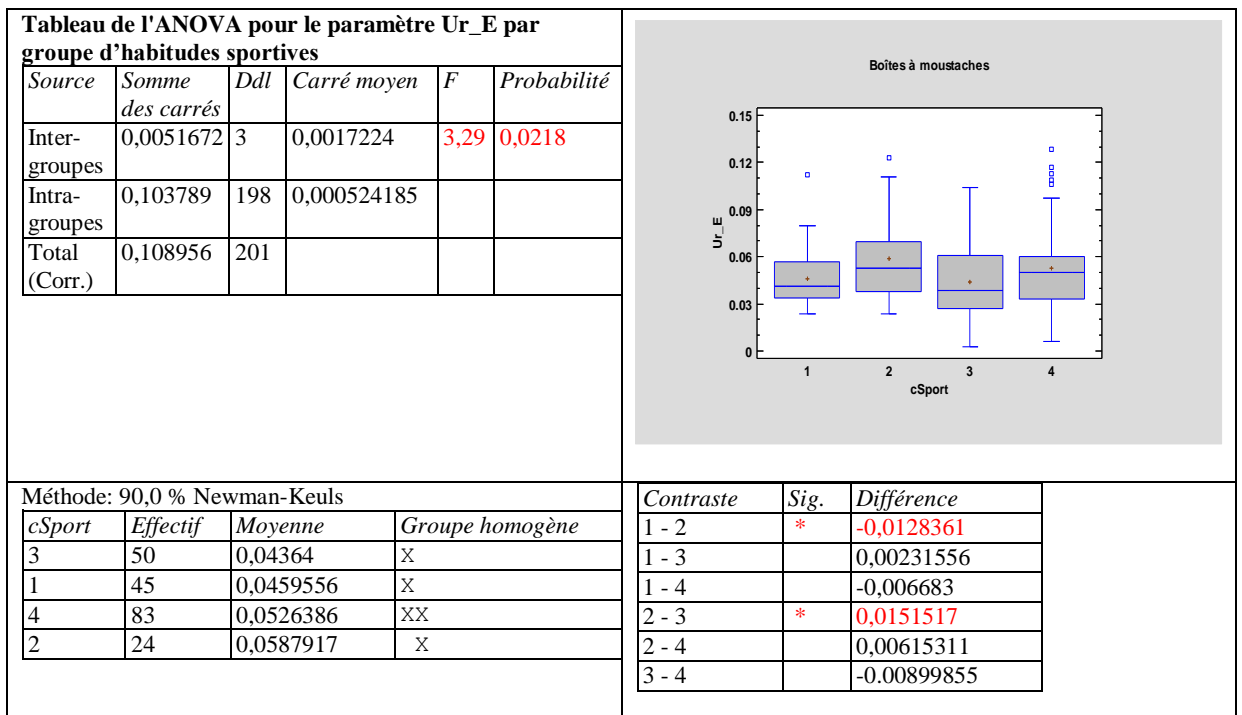 Tableau de l'ANOVA pour le paramètre Ur_E par
groupe d'habitudes sportives
Source Somme des carrés Ddl Carré moyen F Probabilité
Inter-groupes 0,0051672 3 0,0017224 3,29 0,0218
Intra-groupes 0,103789 198 0,000524185
Total (Corr.) 0,108956 201
Boîtes à moustaches
0.15
0.12
0.09
0.06
0.03
0
Ur_E
1 2 3 4
cSport
Méthode: 90,0 % Newman-Keuls
cSport Effectif Moyenne Groupe homogène
3 50 0,04364 X
1 45 0,0459556 X
4 83 0,0526386 XX
2 24 0,0587917 X
Contraste Sig. Différence
1 - 2 * -0,0128361
1 - 3 0,00231556
1 - 4 -0,006683
2 - 3 * 0,0151517
2 - 4 0,00615311
3 - 4 -0.00899855